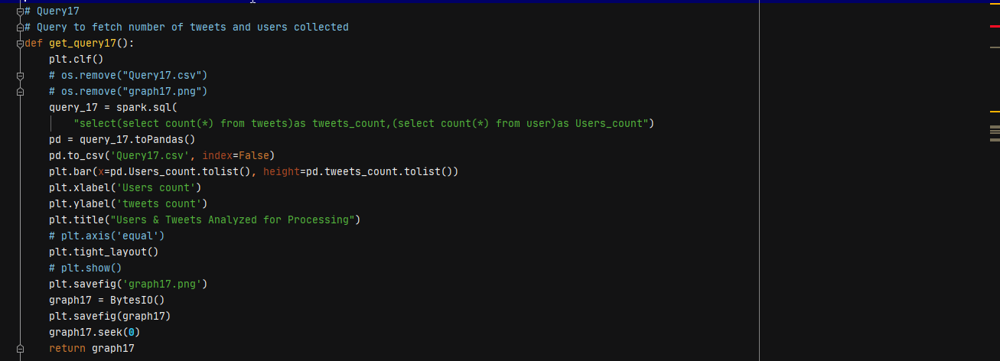 # Query17
# Query to fetch number of tweets and users collected
def get_query17():
    plt.clf()
    # os.remove("Query17.csv")
    # os.remove("graph17.png")
    query_17 = spark.sql(
        "select(select count(*) from tweets)as tweets_count,(select count(*) from user)as Users_count")
    pd = query_17.toPandas()
    pd.to_csv('Query17.csv', index=False)
    plt.bar(x=pd.Users_count.tolist(), height=pd.tweets_count.tolist())
    plt.xlabel('Users count')
    plt.ylabel('tweets count')
    plt.title("Users & Tweets Analyzed for Processing")
    # plt.axis('equal')
    plt.tight_layout()
    # plt.show()
    plt.savefig('graph17.png')
    graph17 = BytesIO()
    plt.savefig(graph17)
    graph17.seek(0)
    return graph17